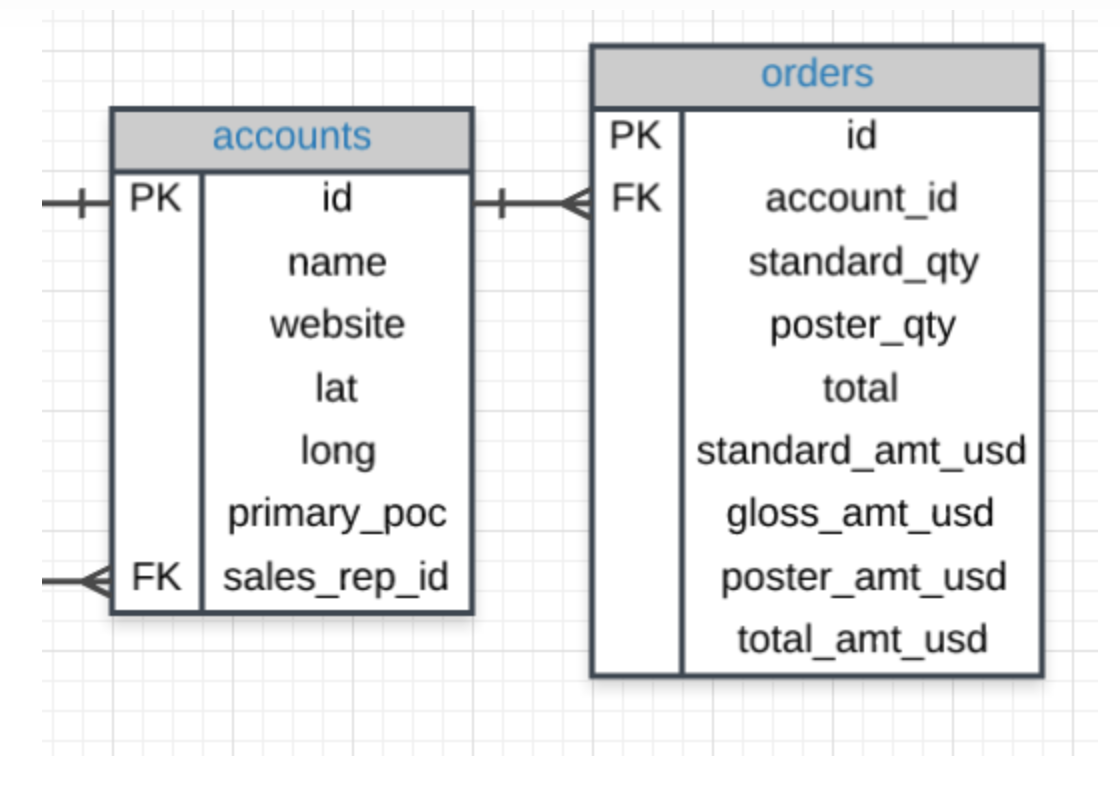 accounts
PK id
name
website
lat
long
primary_poc
FK sales_rep_id
orders
PK id
FK account_id
standard_qty
poster_qty
total
standard_amt_usd
gloss_amt_usd
poster_amt_usd
total_amt_usd